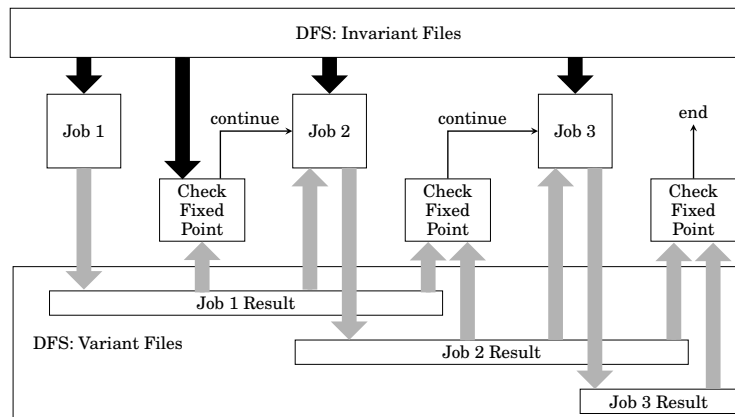 DFS: Invariant Files
Job 1
continue
Job 2
continue
Job 3
end
Check
Fixed
Point
Check
Fixed
Point
Check
Fixed
Point
Job 1 Result
DFS: Variant Files
Job 2 Result
Job 3 Result